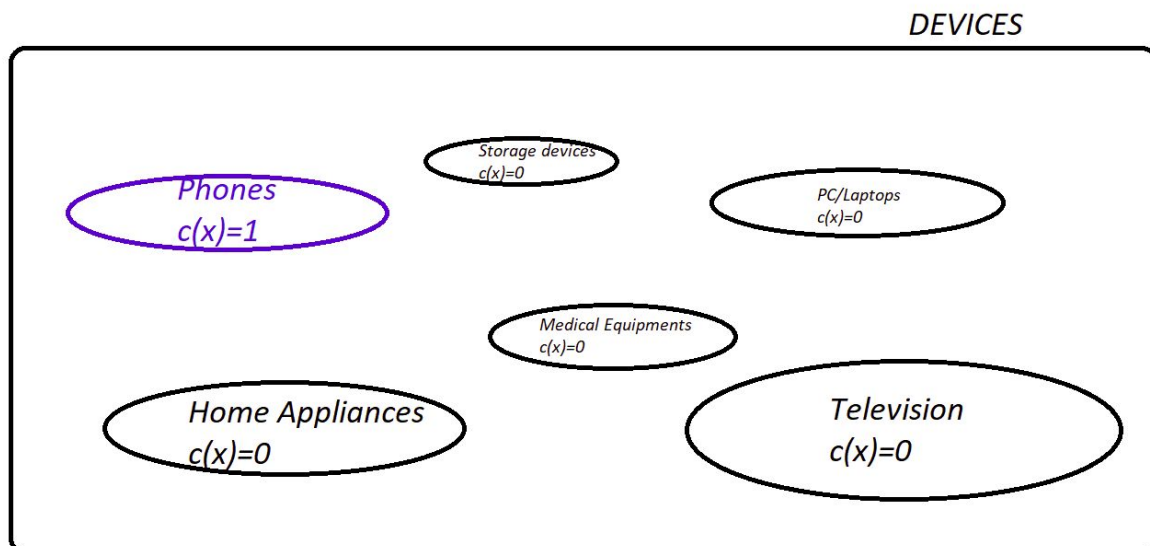 DEVICES
Storage devices
c(x)=0
Phones
c(x)=1
PC/Laptops
c(x)=0
Medical Equipments
c(x)=0
Home Appliances
c(x)=0
Television
c(x)=0